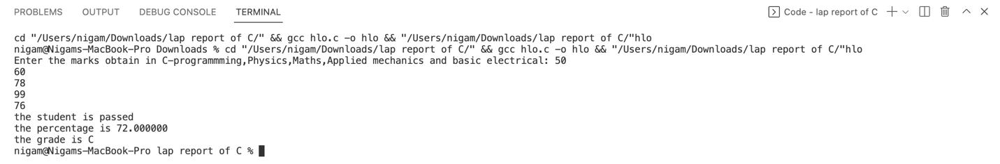 PROBLEMS OUTPUT DEBUG CONSOLE TERMINAL Code - lap report of C
cd "/Users/nigam/Downloads/lap report of C/" && gcc hlo.c -o hlo && "/Users/nigam/Downloads/lap report of C/"hlo
nigam@Nigams-MacBook-Pro Downloads % cd "/Users/nigam/Downloads/lap report of C/" && gcc hlo.c -o hlo && "/Users/nigam/Downloads/lap report of C/"hlo
Enter the marks obtain in C-programmming,Physics,Maths,Applied mechanics and basic electrical: 50
60
78
99
76
the student is passed
the percentage is 72.000000
the grade is C
nigam@Nigams-MacBook-Pro lap report of C %